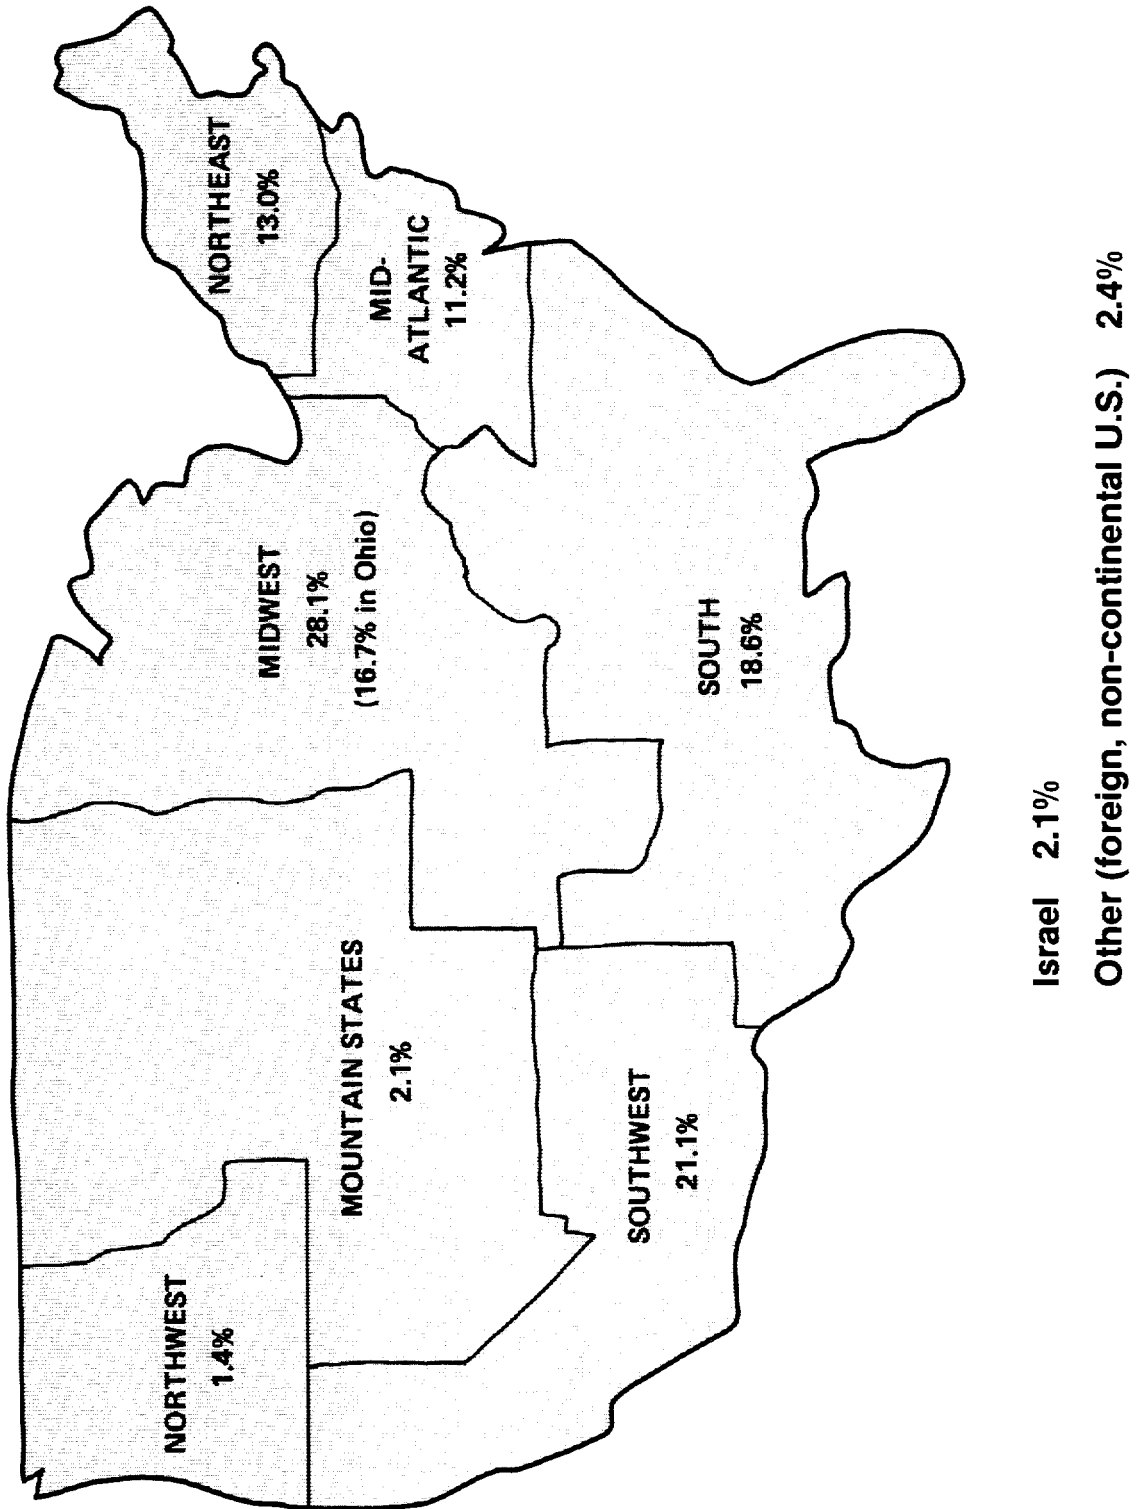 NORTHWEST
1.4%
MOUNTAIN STATES
2.1%
MIDWEST
28.1%
(16.7% in Ohio)
NORTHEAST
13.0%
MID-
ATLANTIC
11.2%
SOUTHWEST
21.1%
SOUTH
18.6%
Israel 2.1%
Other (foreign, non-continental U.S.) 2.4%